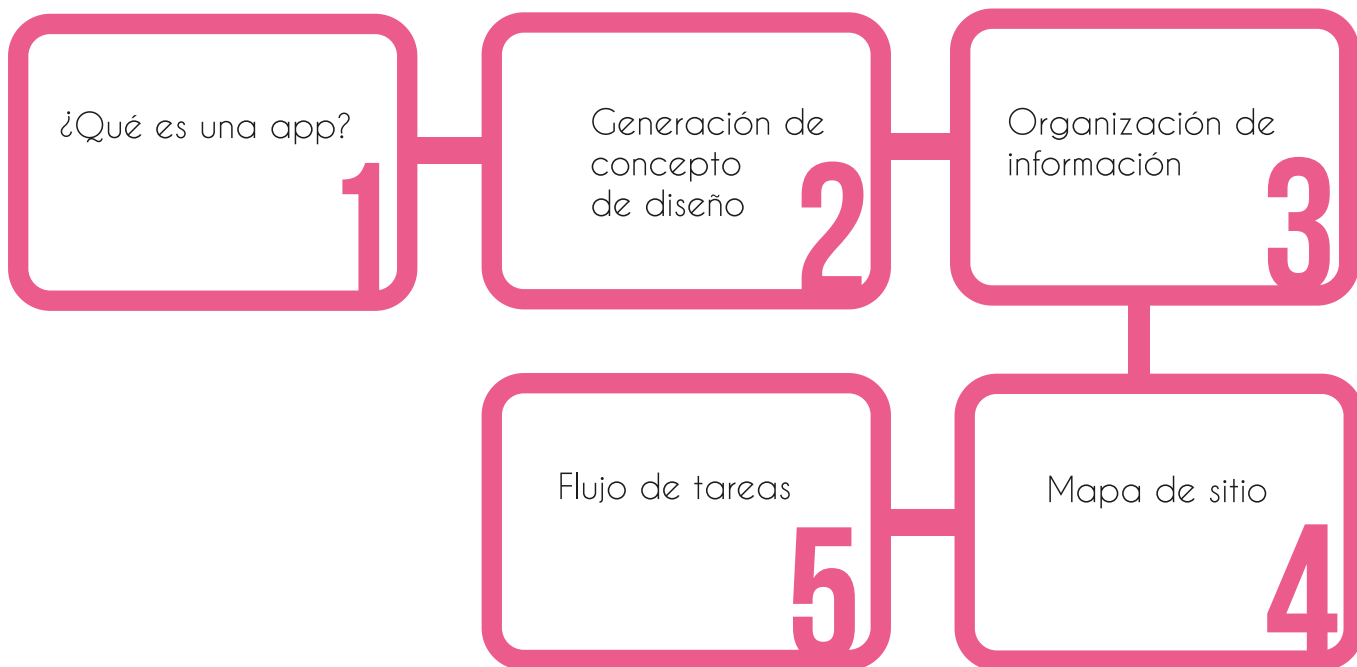 ¿Qué es una app?
1
Generación de
concepto
de diseño
2
Organización de
información
3
Mapa de sitio
4
Flujo de tareas
5